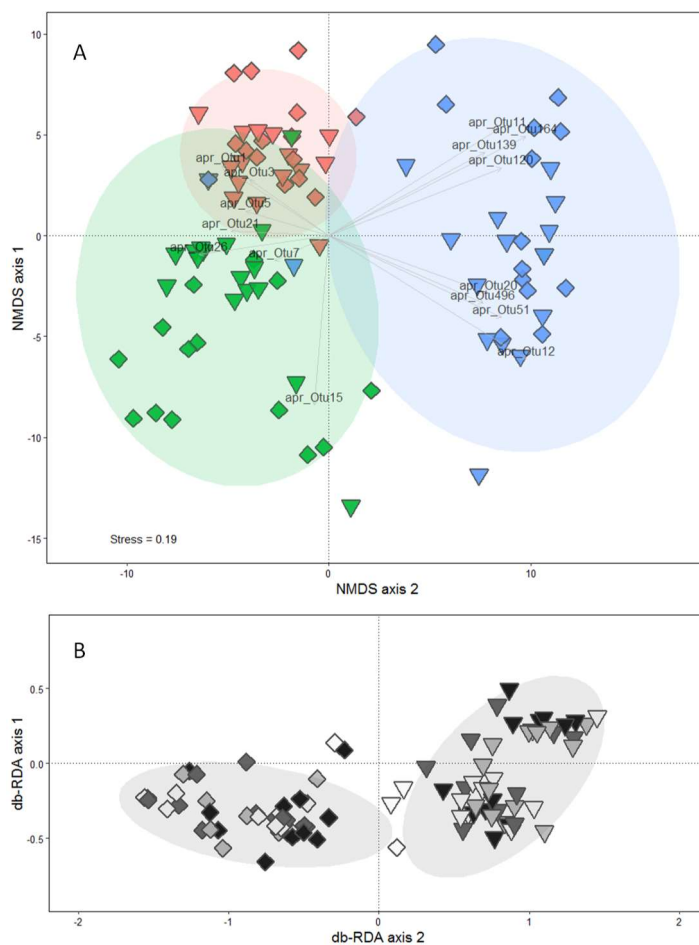 A
10
5
0
-5
-10
-15
NMDS axis 1
apr_Otu11
apr_Otu164
apr_Otu139
apr_Otu120
apr_Otu1
apr_Otu3
apr_Otu5
apr_Otu21
apr_Otu26
apr_Otu7
apr_Otu20
apr_Otu496
apr_Otu51
apr_Otu12
apr_Otu15
Stress = 0.19
-10
0
10
NMDS axis 2
B
0.5
0.0
-0.5
-1
db-RDA axis 1
-2
-1
0
1
2
db-RDA axis 2